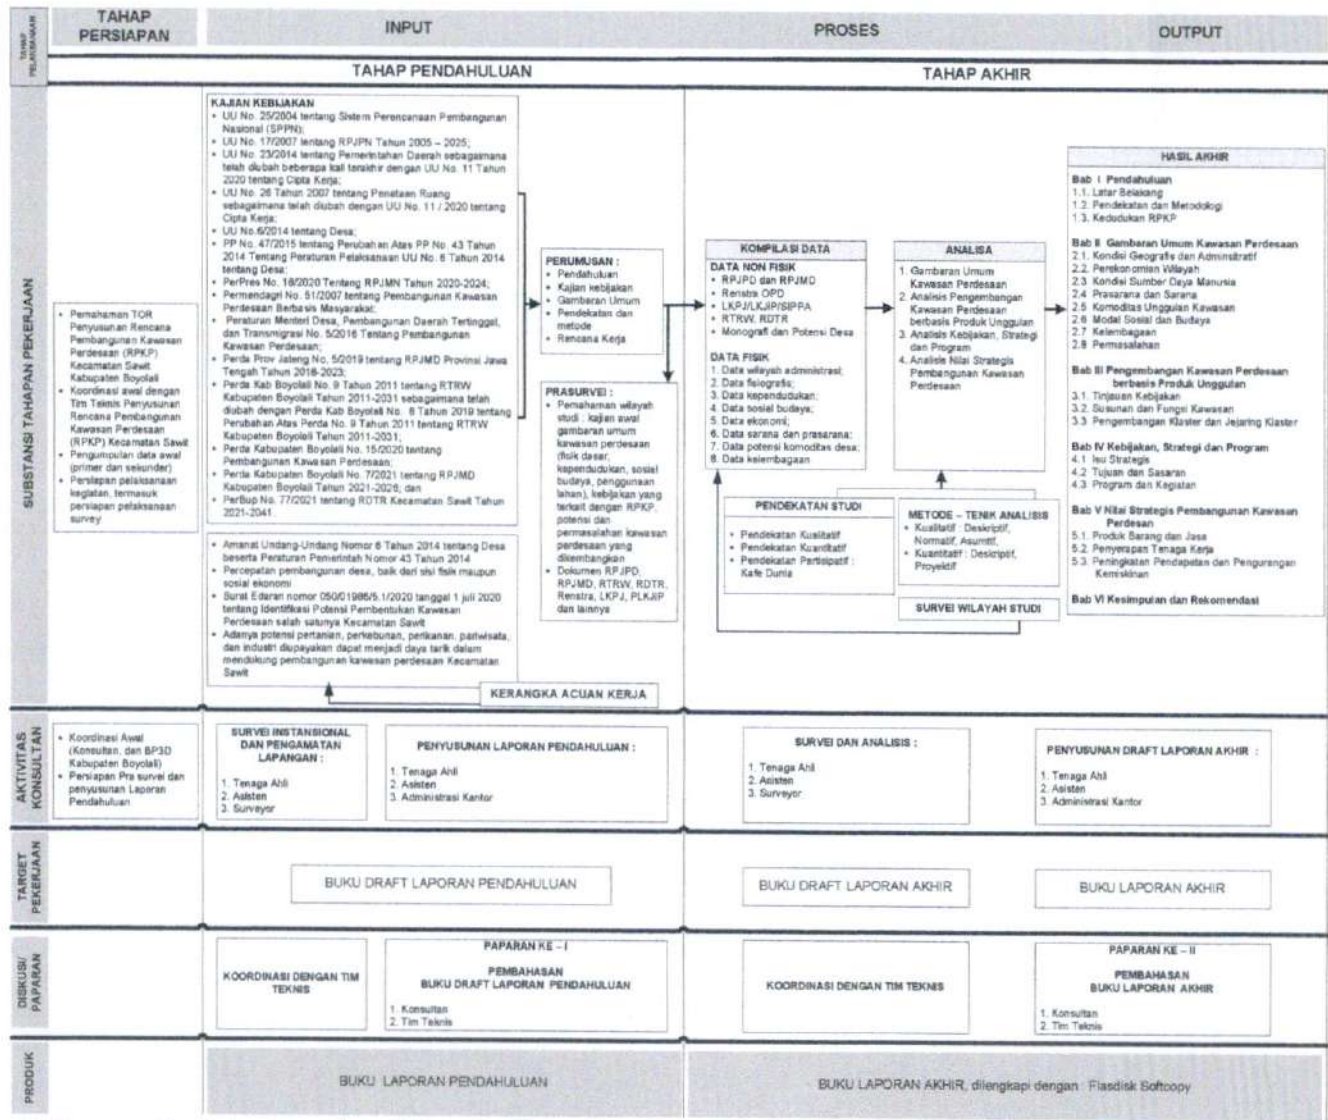 TAHAP
PELAKSANAAN
TAHAP
PERSIAPAN
INPUT
PROSES
OUTPUT
TAHAP PENDAHULUAN
TAHAP AKHIR
SUBSTANSI TAHAPAN PEKERJAAN
• Pemahaman TOR
Penyusunan Rencana
Pembangunan Kawasan
Perdesaan (RPKP)
Kecamatan Sawit
Kabupaten Boyolali
• Koordinasi awal dengan
Tim Teknis Penyusunan
Rencana Pembangunan
Kawasan Perdesaan
(RPKP) Kecamatan Sawit
• Pengumpulan data awal
(primer dan sekunder)
• Persiapan pelaksanaan
kegiatan, termasuk
persiapan pelaksanaan
survey
KAJIAN KEBIJAKAN
• UU No. 25/2004 tentang Sistem Perencanaan Pembangunan
Nasional (SPPN);
• UU No. 17/2007 tentang RPJPN Tahun 2005 – 2025;
• UU No. 23/2014 tentang Pemerintahan Daerah sebagaimana
telah diubah beberapa kali terakhir dengan UU No. 11 Tahun
2020 tentang Cipta Kerja;
• UU No. 26 Tahun 2007 tentang Penataan Ruang
sebagaimana telah diubah dengan UU No. 11 / 2020 tentang
Cipta Kerja;
• UU No.6/2014 tentang Desa;
• PP No. 47/2015 tentang Perubahan Atas PP No. 43 Tahun
2014 Tentang Peraturan Pelaksanaan UU No. 6 Tahun 2014
tentang Desa;
• PerPres No. 18/2020 Tentang RPJMN Tahun 2020-2024;
• Permendagri No. 51/2007 tentang Pembangunan Kawasan
Perdesaan Berbasis Masyarakat;
• Peraturan Menteri Desa, Pembangunan Daerah Tertinggal,
dan Transmigrasi No. 5/2016 Tentang Pembangunan
Kawasan Perdesaan;
• Perda Prov Jateng No. 5/2019 tentang RPJMD Provinsi Jawa
Tengah Tahun 2018-2023;
• Perda Kab Boyolali No. 9 Tahun 2011 tentang RTRW
Kabupaten Boyolali Tahun 2011-2031 sebagaimana telah
diubah dengan Perda Kab Boyolali No. 8 Tahun 2019 tentang
Perubahan Atas Perda No. 9 Tahun 2011 tentang RTRW
Kabupaten Boyolali Tahun 2011-2031;
• Perda Kabupaten Boyolali No. 15/2020 tentang
Pembangunan Kawasan Perdesaan;
• Perda Kabupaten Boyolali No. 7/2021 tentang RPJMD
Kabupaten Boyolali Tahun 2021-2026; dan
• PerBup No. 77/2021 tentang RDTR Kecamatan Sawit Tahun
2021-2041.
• Amanat Undang-Undang Nomor 6 Tahun 2014 tentang Desa
beserta Peraturan Pemerintah Nomor 43 Tahun 2014
• Percepatan pembangunan desa, baik dari sisi fisik maupun
sosial ekonomi
• Surat Edaran nomor 050/01986/5.1/2020 tanggal 1 juli 2020
tentang Identifikasi Potensi Pembentukan Kawasan
Perdesaan salah satunya Kecamatan Sawit
• Adanya potensi pertanian, perkebunan, perikanan, pariwisata,
dan industri diupayakan dapat menjadi daya tarik dalam
mendukung pembangunan kawasan perdesaan Kecamatan
Sawit
KERANGKA ACUAN KERJA
PERUMUSAN :
• Pendahuluan
• Kajian kebijakan
• Gambaran Umum
• Pendekatan dan
metode
• Rencana Kerja
PRASURVEI :
• Pemahaman wilayah
studi : kajian awal
gambaran umum
kawasan perdesaan
(fisik dasar,
kependudukan, sosial
budaya, penggunaan
lahan), kebijakan yang
terkait dengan RPKP,
potensi dan
permasalahan kawasan
perdesaan yang
dikembangkan
• Dokumen RPJPD,
RPJMD, RTRW, RDTR,
Renstra, LKPJ, PLKJIP
dan lainnya
KOMPILASI DATA
DATA NON FISIK
• RPJPD dan RPJMD
• Renstra OPD
• LKPJ/LKJIP/SIPPA
• RTRW, RDTR
• Monografi dan Potensi Desa
DATA FISIK
1. Data wilayah administrasi;
2. Data fisiografis;
3. Data kependudukan;
4. Data sosial budaya;
5. Data ekonomi;
6. Data sarana dan prasarana;
7. Data potensi komoditas desa;
8. Data kelembagaan
ANALISA
1. Gambaran Umum
Kawasan Perdesaan
2. Analisis Pengembangan
Kawasan Perdesaan
berbasis Produk Unggulan
3. Analisis Kebijakan, Strategi
dan Program
4. Analisis Nilai Strategis
Pembangunan Kawasan
Perdesaan
PENDEKATAN STUDI
• Pendekatan Kualitatif
• Pendekatan Kuantitatif
• Pendekatan Partisipatif :
Kafe Dunia
METODE – TENIK ANALISIS
• Kualitatif : Deskriptif,
Normatif, Asumtif,
• Kuantitatif : Deskriptif,
Proyektif
SURVEI WILAYAH STUDI
HASIL AKHIR
Bab I Pendahuluan
1.1. Latar Belakang
1.2. Pendekatan dan Metodologi
1.3. Kedudukan RPKP
Bab II Gambaran Umum Kawasan Perdesaan
2.1. Kondisi Geografis dan Adminsitratif
2.2. Perekonomian Wilayah
2.3 Kondisi Sumber Daya Manusia
2.4 Prasarana dan Sarana
2.5 Komoditas Unggulan Kawasan
2.6 Modal Sosial dan Budaya
2.7 Kelembagaan
2.8 Permasalahan
Bab III Pengembangan Kawasan Perdesaan
berbasis Produk Unggulan
3.1. Tinjauan Kebijakan
3.2. Susunan dan Fungsi Kawasan
3.3 Pengembangan Klaster dan Jejaring Klaster
Bab IV Kebijakan, Strategi dan Program
4.1 Isu Strategis
4.2 Tujuan dan Sasaran
4.3 Program dan Kegiatan
Bab V Nilai Strategis Pembangunan Kawasan
Perdesan
5.1. Produk Barang dan Jasa
5.2. Penyerapan Tenaga Kerja
5.3. Peningkatan Pendapatan dan Pengurangan
Kemiskinan
Bab VI Kesimpulan dan Rekomendasi
AKTIVITAS
KONSULTAN
• Koordinasi Awal
(Konsultan, dan BP3D
Kabupaten Boyolali)
• Persiapan Pra survei dan
penyusunan Laporan
Pendahuluan
SURVEI INSTANSIONAL
DAN PENGAMATAN
LAPANGAN :
1. Tenaga Ahli
2. Asisten
3. Surveyor
PENYUSUNAN LAPORAN PENDAHULUAN :
1. Tenaga Ahli
2. Asisten
3. Administrasi Kantor
SURVEI DAN ANALISIS :
1. Tenaga Ahli
2. Asisten
3. Surveyor
PENYUSUNAN DRAFT LAPORAN AKHIR :
1. Tenaga Ahli
2. Asisten
3 Administrasi Kantor
TARGET
PEKERJAAN
BUKU DRAFT LAPORAN PENDAHULUAN
BUKU DRAFT LAPORAN AKHIR
BUKU LAPORAN AKHIR
DISKUSI/
PAPARAN
KOORDINASI DENGAN TIM
TEKNIS
PAPARAN KE – I
PEMBAHASAN
BUKU DRAFT LAPORAN PENDAHULUAN
1. Konsultan
2. Tim Teknis
KOORDINASI DENGAN TIM TEKNIS
PAPARAN KE – II
PEMBAHASAN
BUKU LAPORAN AKHIR
1. Konsultan
2. Tim Teknis
PRODUK
BUKU LAPORAN PENDAHULUAN
BUKU LAPORAN AKHIR, dilengkapi dengan : Flasdisk Softcopy